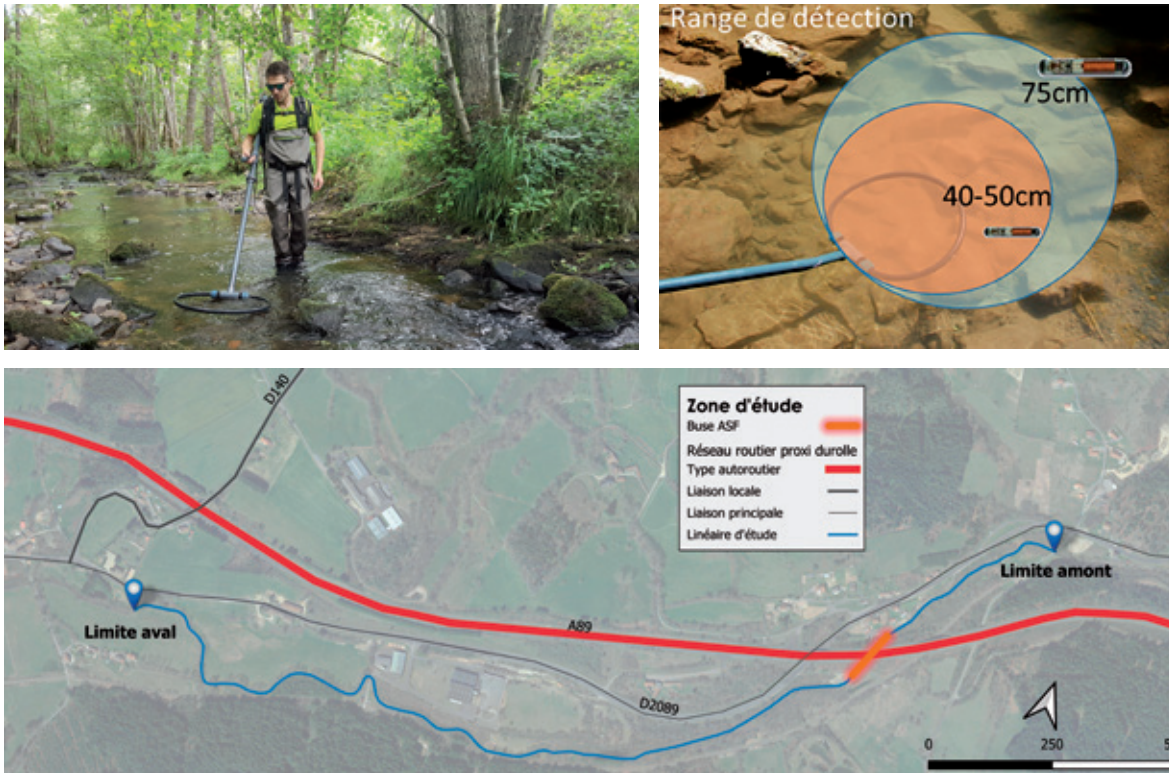 Range de détection
75cm
40-50cm
D140
Zone d'étude
Buse ASF
Réseau routier proxi durolle
Type autoroutier
Liaison locale
Liaison principale
Linéaire d'étude
Limite amont
Limite aval
A89
D2089
0
250